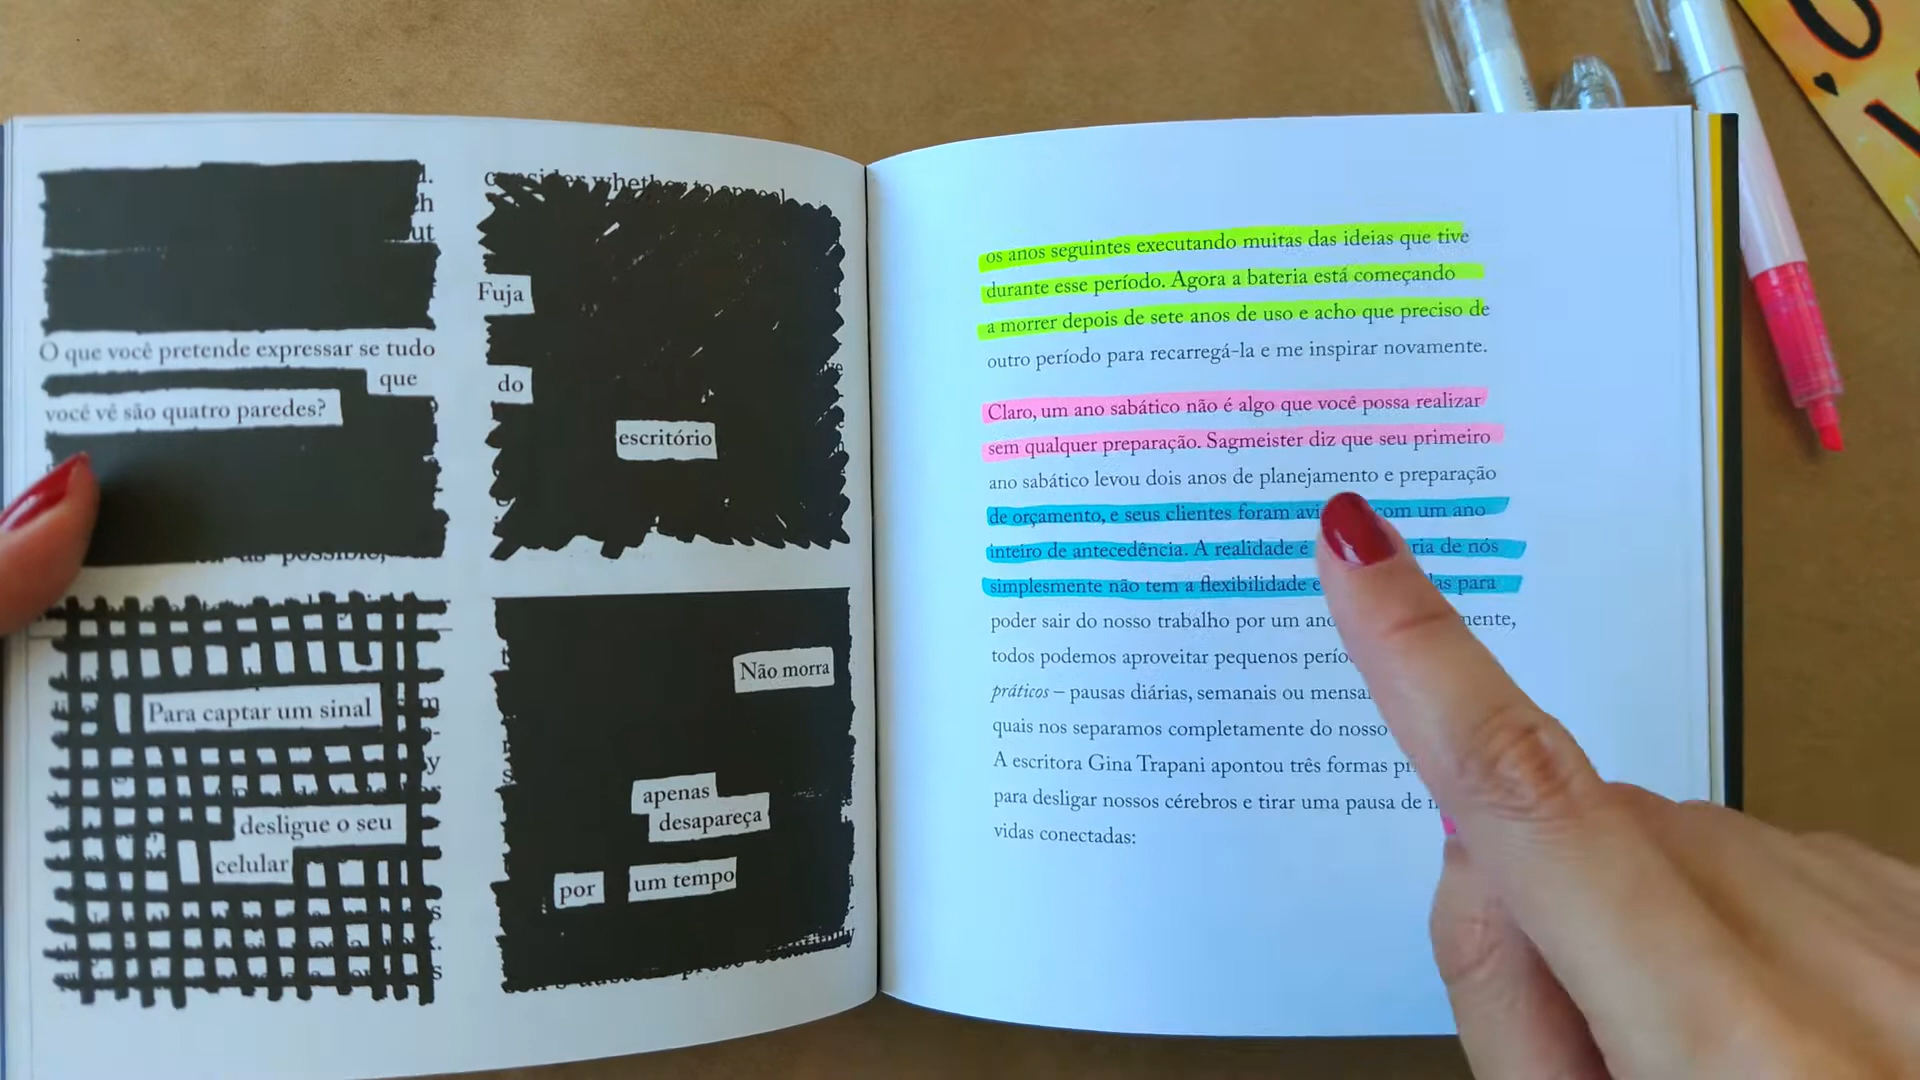 O que você pretende expressar se tudo
que
você vê são quatro paredes?
consider whether to appeal
Fuja
do
escritório
as possible,
Para captar um sinal
desligue o seu
celular
Não morra
apenas
desapareça
por um tempo
os anos seguintes executando muitas das ideias que tive
durante esse período. Agora a bateria está começando
a morrer depois de sete anos de uso e acho que preciso de
outro período para recarregá-la e me inspirar novamente.
Claro, um ano sabático não é algo que você possa realizar
sem qualquer preparação. Sagmeister diz que seu primeiro
ano sabático levou dois anos de planejamento e preparação
de orçamento, e seus clientes foram com um ano
inteiro de antecedência. A realidade é de nós
simplesmente não tem a flexibilidade para
poder sair do nosso trabalho por um
todos podemos aproveitar pequenos
práticos – pausas diárias, semanais ou
quais nos separamos completamente do nosso
A escritora Gina Trapani apontou três formas
para desligar nossos cérebros e tirar uma pausa de
vidas conectadas: